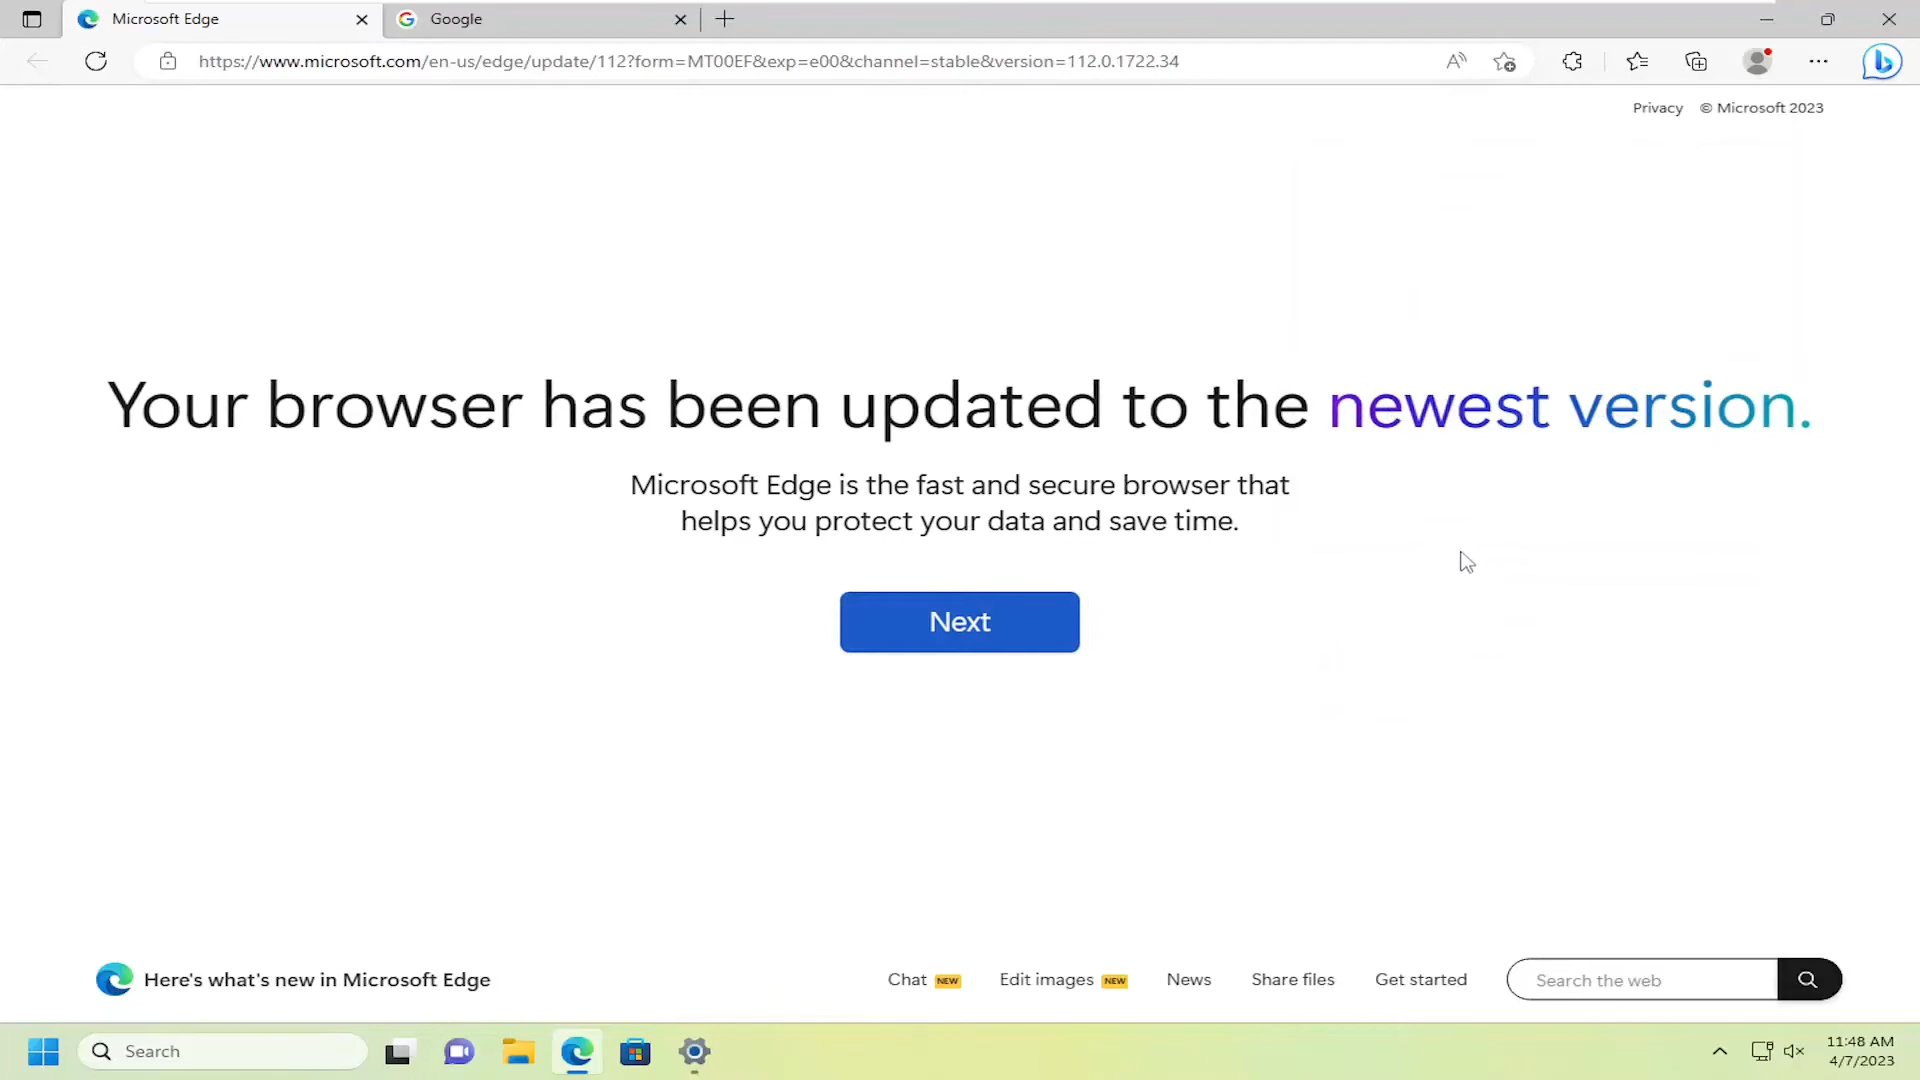 Microsoft Edge
Google
https://www.microsoft.com/en-us/edge/update/112?form=MT00EF&exp=e00&channel=stable&version=112.0.1722.34
Privacy © Microsoft 2023
Your browser has been updated to the newest version.
Microsoft Edge is the fast and secure browser that
helps you protect your data and save time.
Next
Here's what's new in Microsoft Edge
Chat NEW
Edit images NEW
News
Share files
Get started
Search the web
Search
11:48 AM
4/7/2023